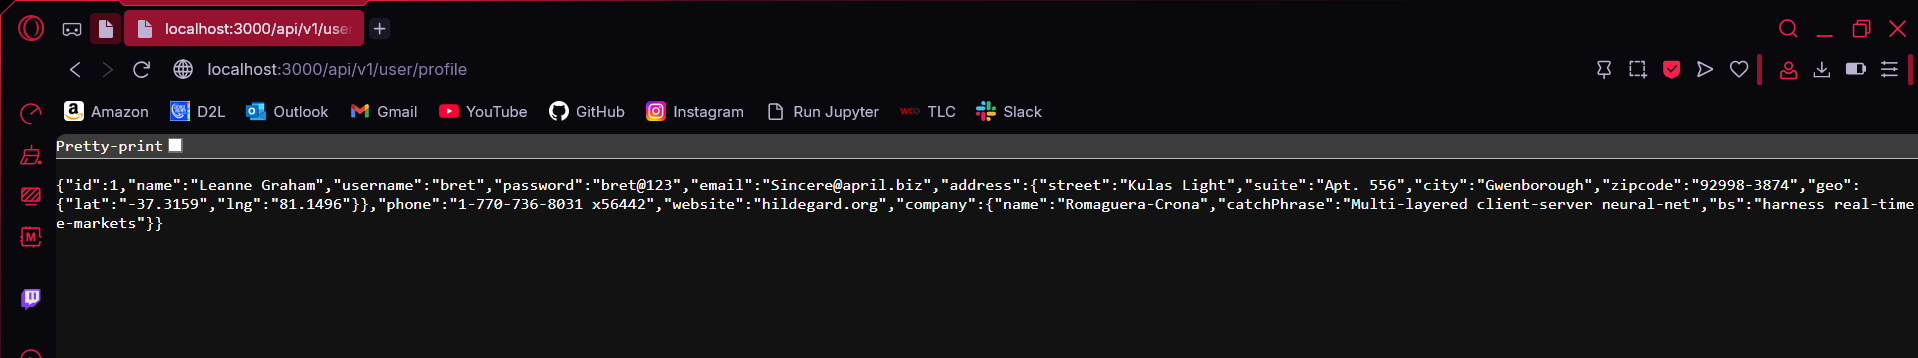 localhost:3000/api/v1/use
localhost:3000/api/v1/user/profile
Amazon D2L Outlook Gmail YouTube GitHub Instagram Run Jupyter TLC Slack
Pretty-print
{"id":1,"name":"Leanne Graham","username":"bret","password":"bret@123","email":"Sincere@april.biz","address":{"street":"Kulas Light","suite":"Apt. 556","city":"Gwenborough","zipcode":"92998-3874","geo":
{"lat":"-37.3159","lng":"81.1496"}},"phone":"1-770-736-8031 x56442","website":"hildegard.org","company":{"name":"Romaguera-Crona","catchPhrase":"Multi-layered client-server neural-net","bs":"harness real-time
e-markets"}}